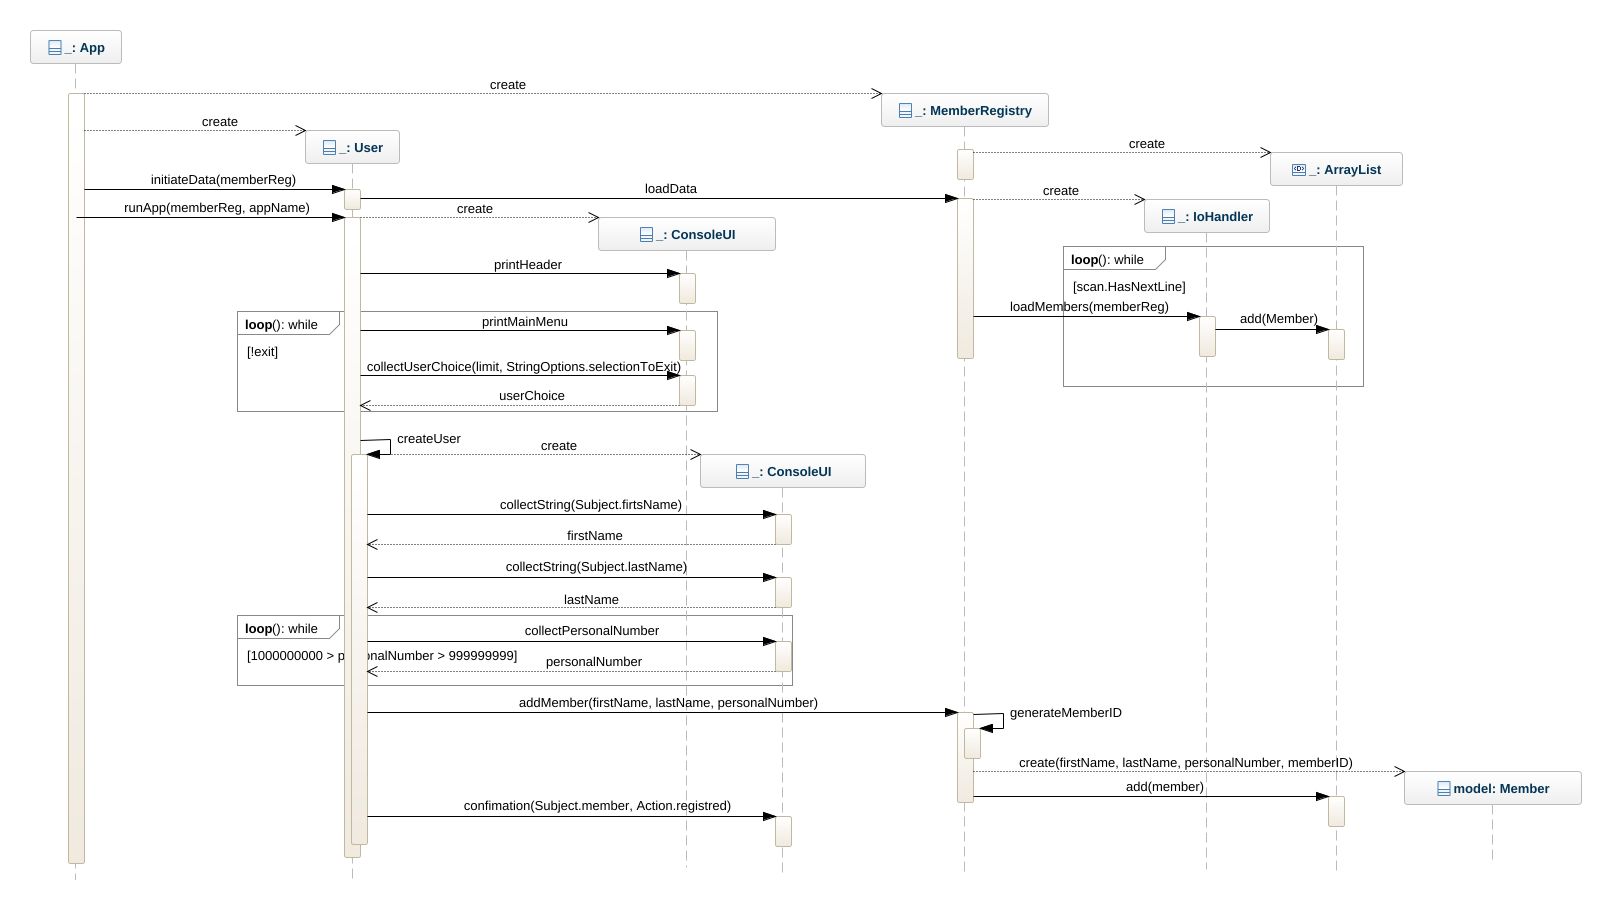 _: App
create
_: MemberRegistry
create
_: User
create
_: ArrayList
initiateData(memberReg)
loadData
create
runApp(memberReg, appName)
create
_: IoHandler
_: ConsoleUI
loop(): while
printHeader
[scan.HasNextLine]
loadMembers(memberReg)
add(Member)
loop(): while
printMainMenu
[!exit]
collectUserChoice(limit, StringOptions.selectionToExit)
userChoice
createUser
create
_: ConsoleUI
collectString(Subject.firtsName)
firstName
collectString(Subject.lastName)
lastName
loop(): while
collectPersonalNumber
[1000000000 > personalNumber > 999999999]
personalNumber
addMember(firstName, lastName, personalNumber)
generateMemberID
create(firstName, lastName, personalNumber, memberID)
add(member)
model: Member
confimation(Subject.member, Action.registred)